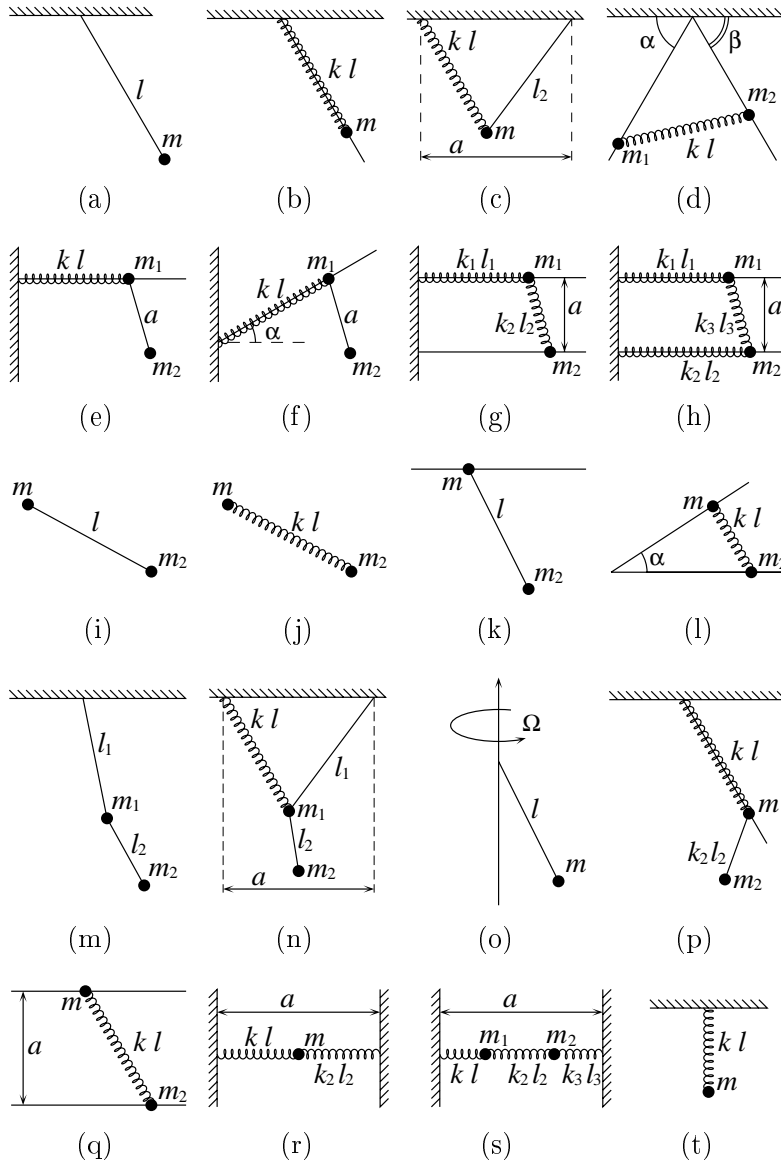 l
m
(a)
k l
m
(b)
k l
l₂
m
a
(c)
α
β
m₂
m₁
k l
(d)
k l
m₁
a
m₂
(e)
m₁
k l
a
α
m₂
(f)
k₁ l₁
m₁
k₂ l₂
a
m₂
(g)
k₁ l₁
m₁
k₃ l₃
a
m₂
k₂ l₂
(h)
m
l
m₂
(i)
m
k l
m₂
(j)
m
l
m₂
(k)
m
k l
α
m₂
(l)
l₁
m₁
l₂
m₂
(m)
k l
l₁
m₁
l₂
m₂
a
(n)
Ω
l
m
(o)
k l
m
k₂ l₂
m₂
(p)
m
a
k l
m₂
(q)
a
k l
m
k₂ l₂
(r)
a
m₁
m₂
k l
k₂ l₂
k₃ l₃
(s)
k l
m
(t)